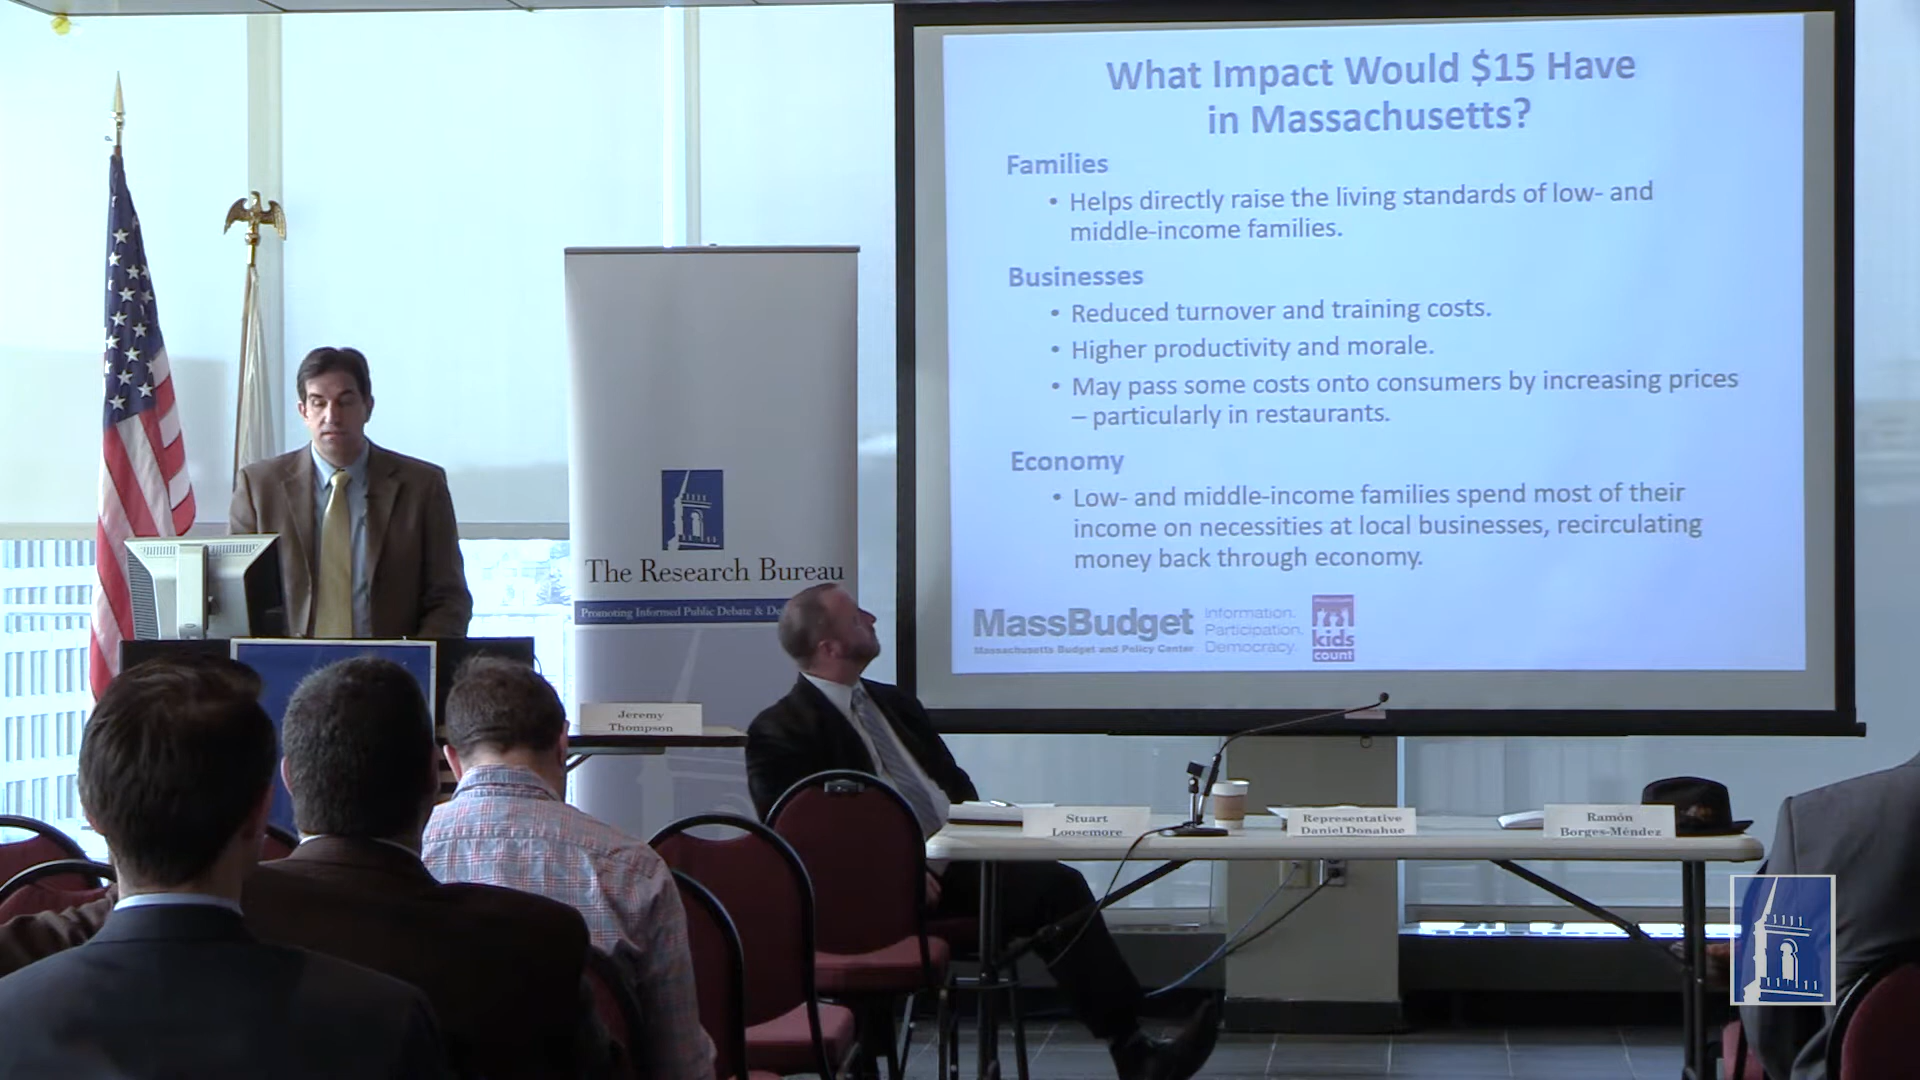 What Impact Would $15 Have
in Massachusetts?
Families
• Helps directly raise the living standards of low- and
middle-income families.
Businesses
• Reduced turnover and training costs.
• Higher productivity and morale.
• May pass some costs onto consumers by increasing prices
– particularly in restaurants.
Economy
• Low- and middle-income families spend most of their
income on necessities at local businesses, recirculating
money back through economy.
MassBudget
Massachusetts Budget and Policy Center
Information.
Participation.
Democracy.
kids
count
The Research Bureau
Promoting Informed Public Debate &
Jeremy
Thompson
Stuart
Loosemore
Representative
Daniel Donahue
Ramón
Borges-Méndez